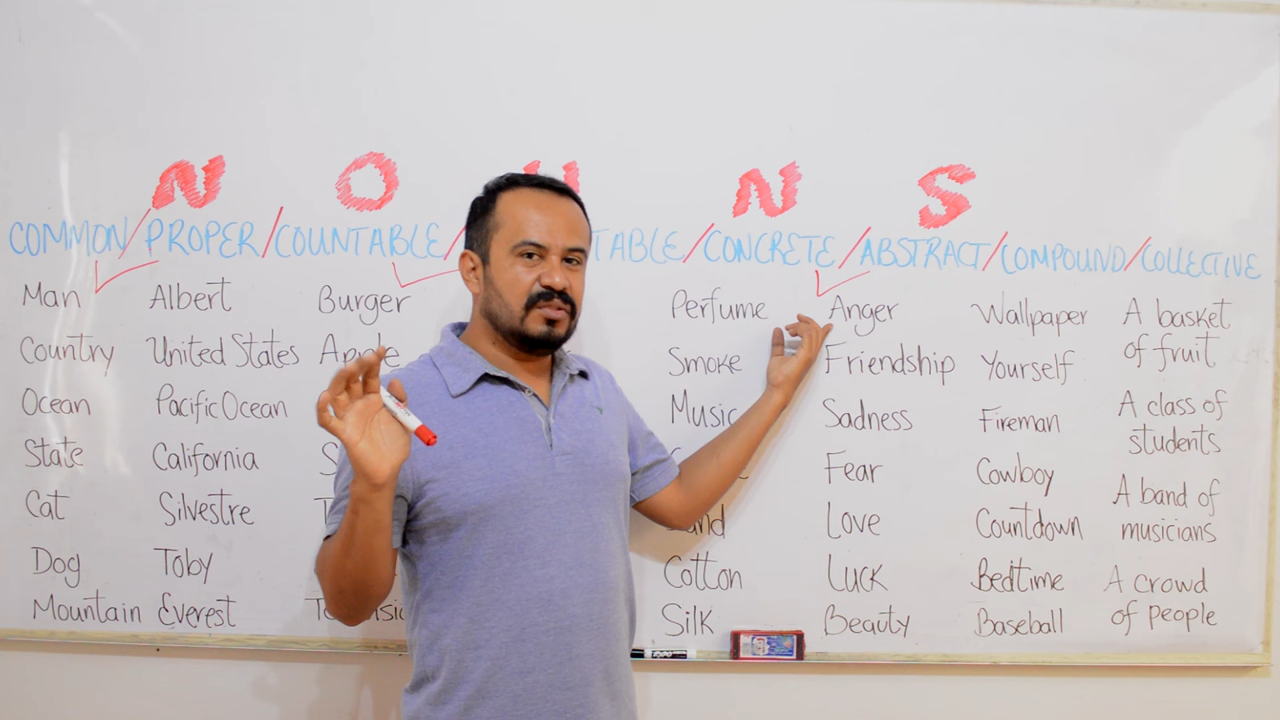 N O U N S
COMMON/PROPER/COUNTABLE/ TABLE/CONCRETE/ABSTRACT/COMPOUND/COLLECTIVE
Man Albert Burger Perfume Anger Wallpaper A basket
of fruit
Country United States Apple Smoke Friendship Yourself
Ocean Pacific Ocean Music Sadness Fireman A class of
students
State California Fear Cowboy
Cat Silvestre Love Countdown A band of
musicians
Dog Toby Cotton Luck Bedtime A crowd
of people
Mountain Everest Silk Beauty Baseball
EXPO